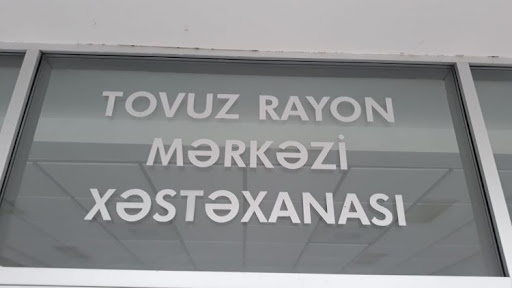 TOVUZ RAYON
MƏRKƏZİ
XƏSTƏXANASI